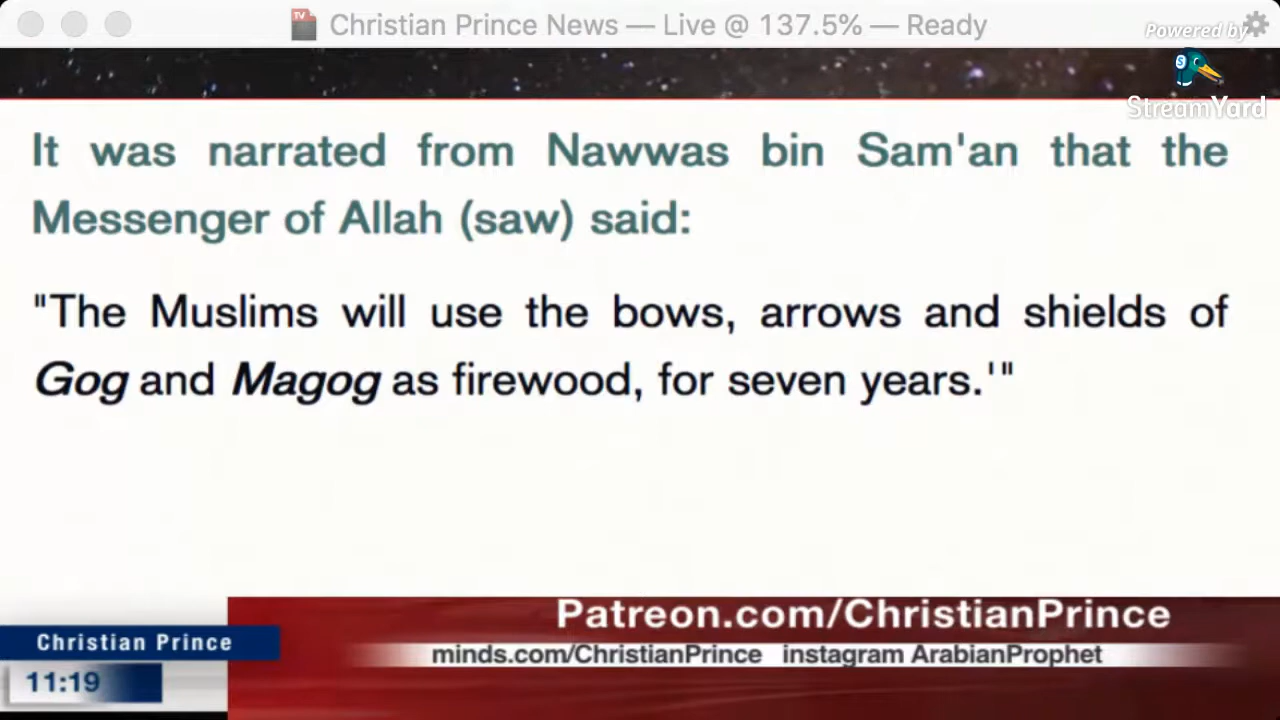 TV
Christian Prince News — Live @ 137.5% — Ready
Powered by
S
StreamYard
It was narrated from Nawwas bin Sam'an that the
Messenger of Allah (saw) said:
"The Muslims will use the bows, arrows and shields of
Gog and Magog as firewood, for seven years.'"
Patreon.com/ChristianPrince
Christian Prince
minds.com/ChristianPrince instagram ArabianProphet
11:19